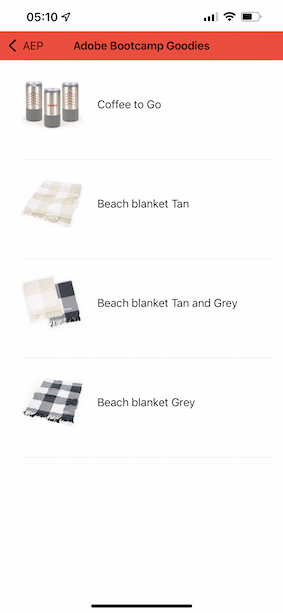 05:10
AEP
Adobe Bootcamp Goodies
Coffee to Go
Beach blanket Tan
Beach blanket Tan and Grey
Beach blanket Grey